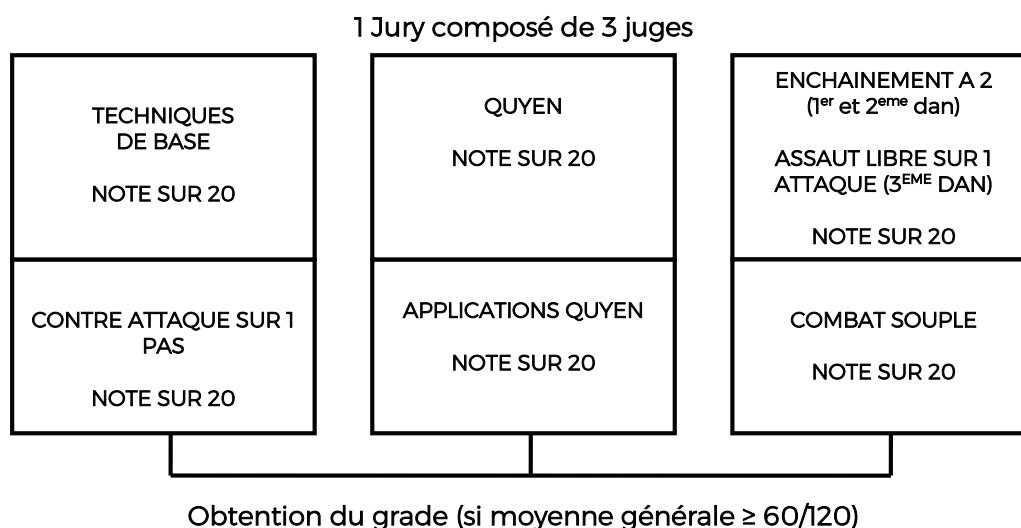 1 Jury composé de 3 juges
TECHNIQUES
DE BASE
NOTE SUR 20
CONTRE ATTAQUE SUR 1
PAS
NOTE SUR 20
QUYEN
NOTE SUR 20
APPLICATIONS QUYEN
NOTE SUR 20
ENCHAINEMENT A 2
(1er et 2eme dan)
ASSAUT LIBRE SUR 1
ATTAQUE (3EME DAN)
NOTE SUR 20
COMBAT SOUPLE
NOTE SUR 20
Obtention du grade (si moyenne générale ≥ 60/120)